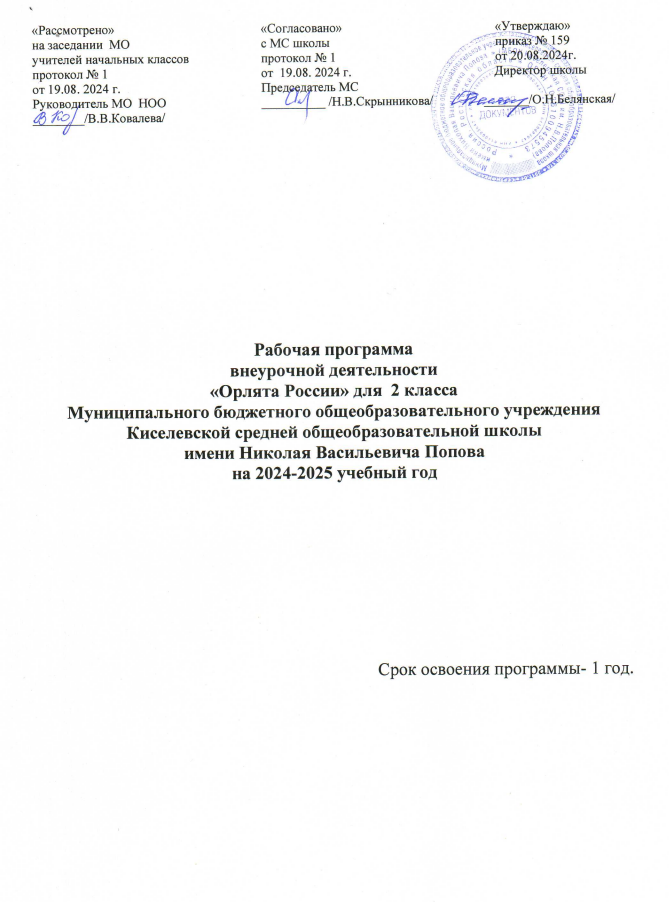 «Рассмотрено»
на заседании МО
учителей начальных классов
протокол № 1
от 19.08. 2024 г.
Руководитель МО НОО
/В.В.Ковалева/
«Согласовано»
с МС школы
протокол № 1
от 19.08. 2024 г.
Председатель МС
/Н.В.Скрынникова/
«Утверждаю»
приказ № 159
от 20.08.2024г.
Директор школы
/О.Н.Белянская/
ДОКУМЕНТОВ
Рабочая программа
внеурочной деятельности
«Орлята России» для 2 класса
Муниципального бюджетного общеобразовательного учреждения
Киселевской средней общеобразовательной школы
имени Николая Васильевича Попова
на 2024-2025 учебный год
Срок освоения программы- 1 год.